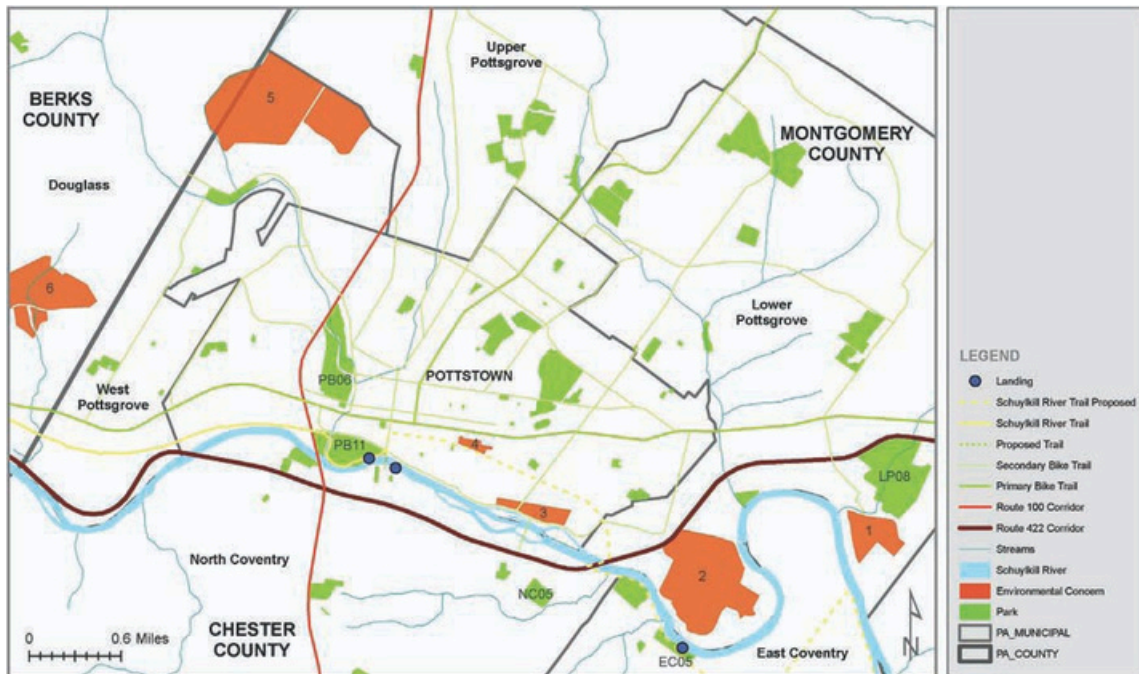 Upper
Pottsgrove
BERKS
COUNTY
5
MONTGOMERY
COUNTY
Douglass
6
Lower
Pottsgrove
West
Pottsgrove
PB06
POTTSTOWN
PB11
4
LP08
3
1
North Coventry
2
NC05
CHESTER
COUNTY
EC05
East Coventry
0
0.6 Miles
N
LEGEND
Landing
Schuylkill River Trail Proposed
Schuylkill River Trail
Proposed Trail
Secondary Bike Trail
Primary Bike Trail
Route 100 Corridor
Route 422 Corridor
Streams
Schuylkill River
Environmental Concern
Park
PA_MUNICIPAL
PA_COUNTY